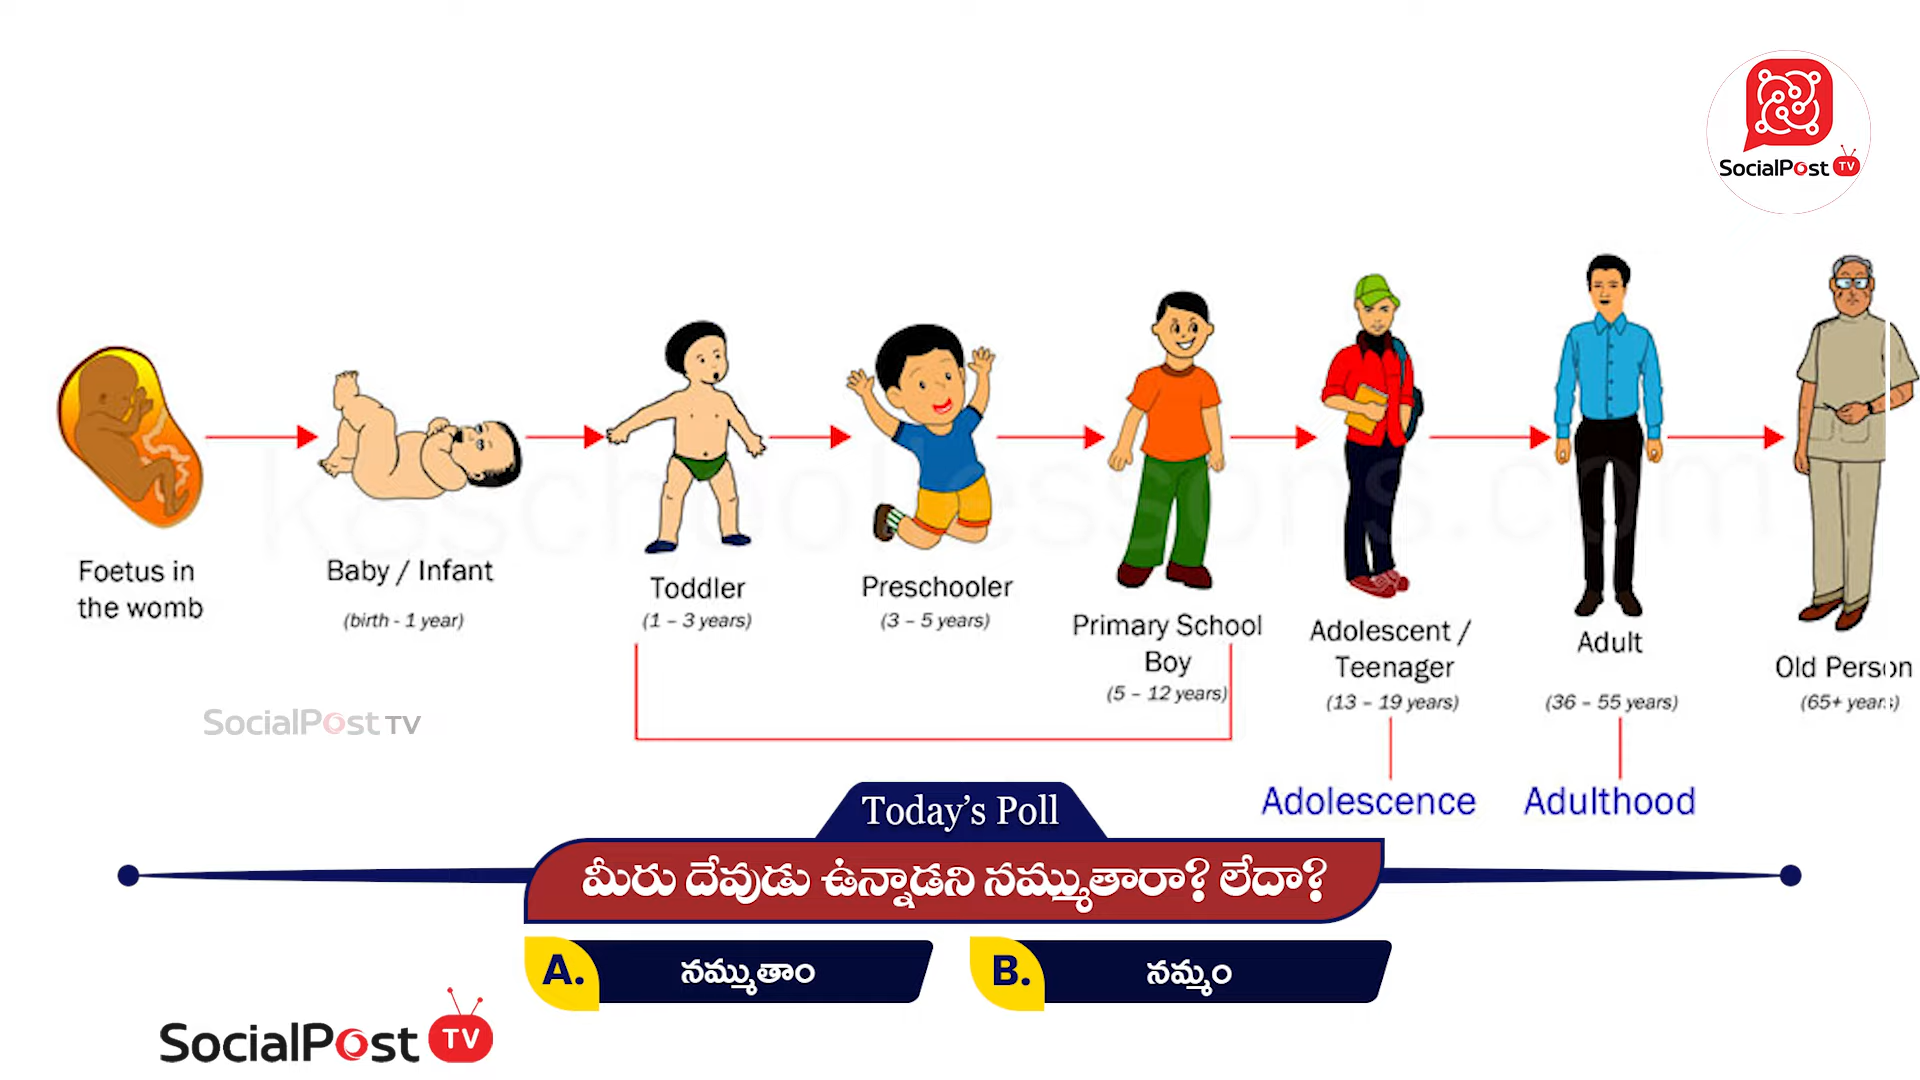 SocialPost TV
k8schoollessons.com
Foetus in
the womb
Baby / Infant
(birth - 1 year)
Toddler
(1 – 3 years)
Preschooler
(3 – 5 years)
Primary School
Boy
(5 – 12 years)
Adolescent /
Teenager
(13 – 19 years)
Adult
(36 – 55 years)
Old Person
(65+ years)
SocialPost TV
Adolescence
Adulthood
Today's Poll
మీరు దేవుడు ఉన్నాడని నమ్ముతారా? లేదా?
A. నమ్ముతాం
B. నమ్మం
SocialPost TV